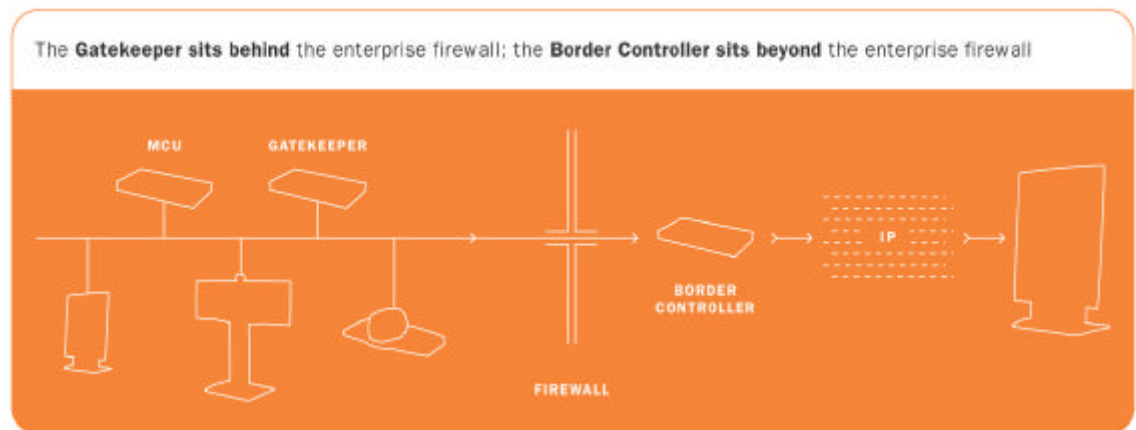 The Gatekeeper sits behind the enterprise firewall; the Border Controller sits beyond the enterprise firewall
MCU
GATEKEEPER
IP
BORDER
CONTROLLER
FIREWALL